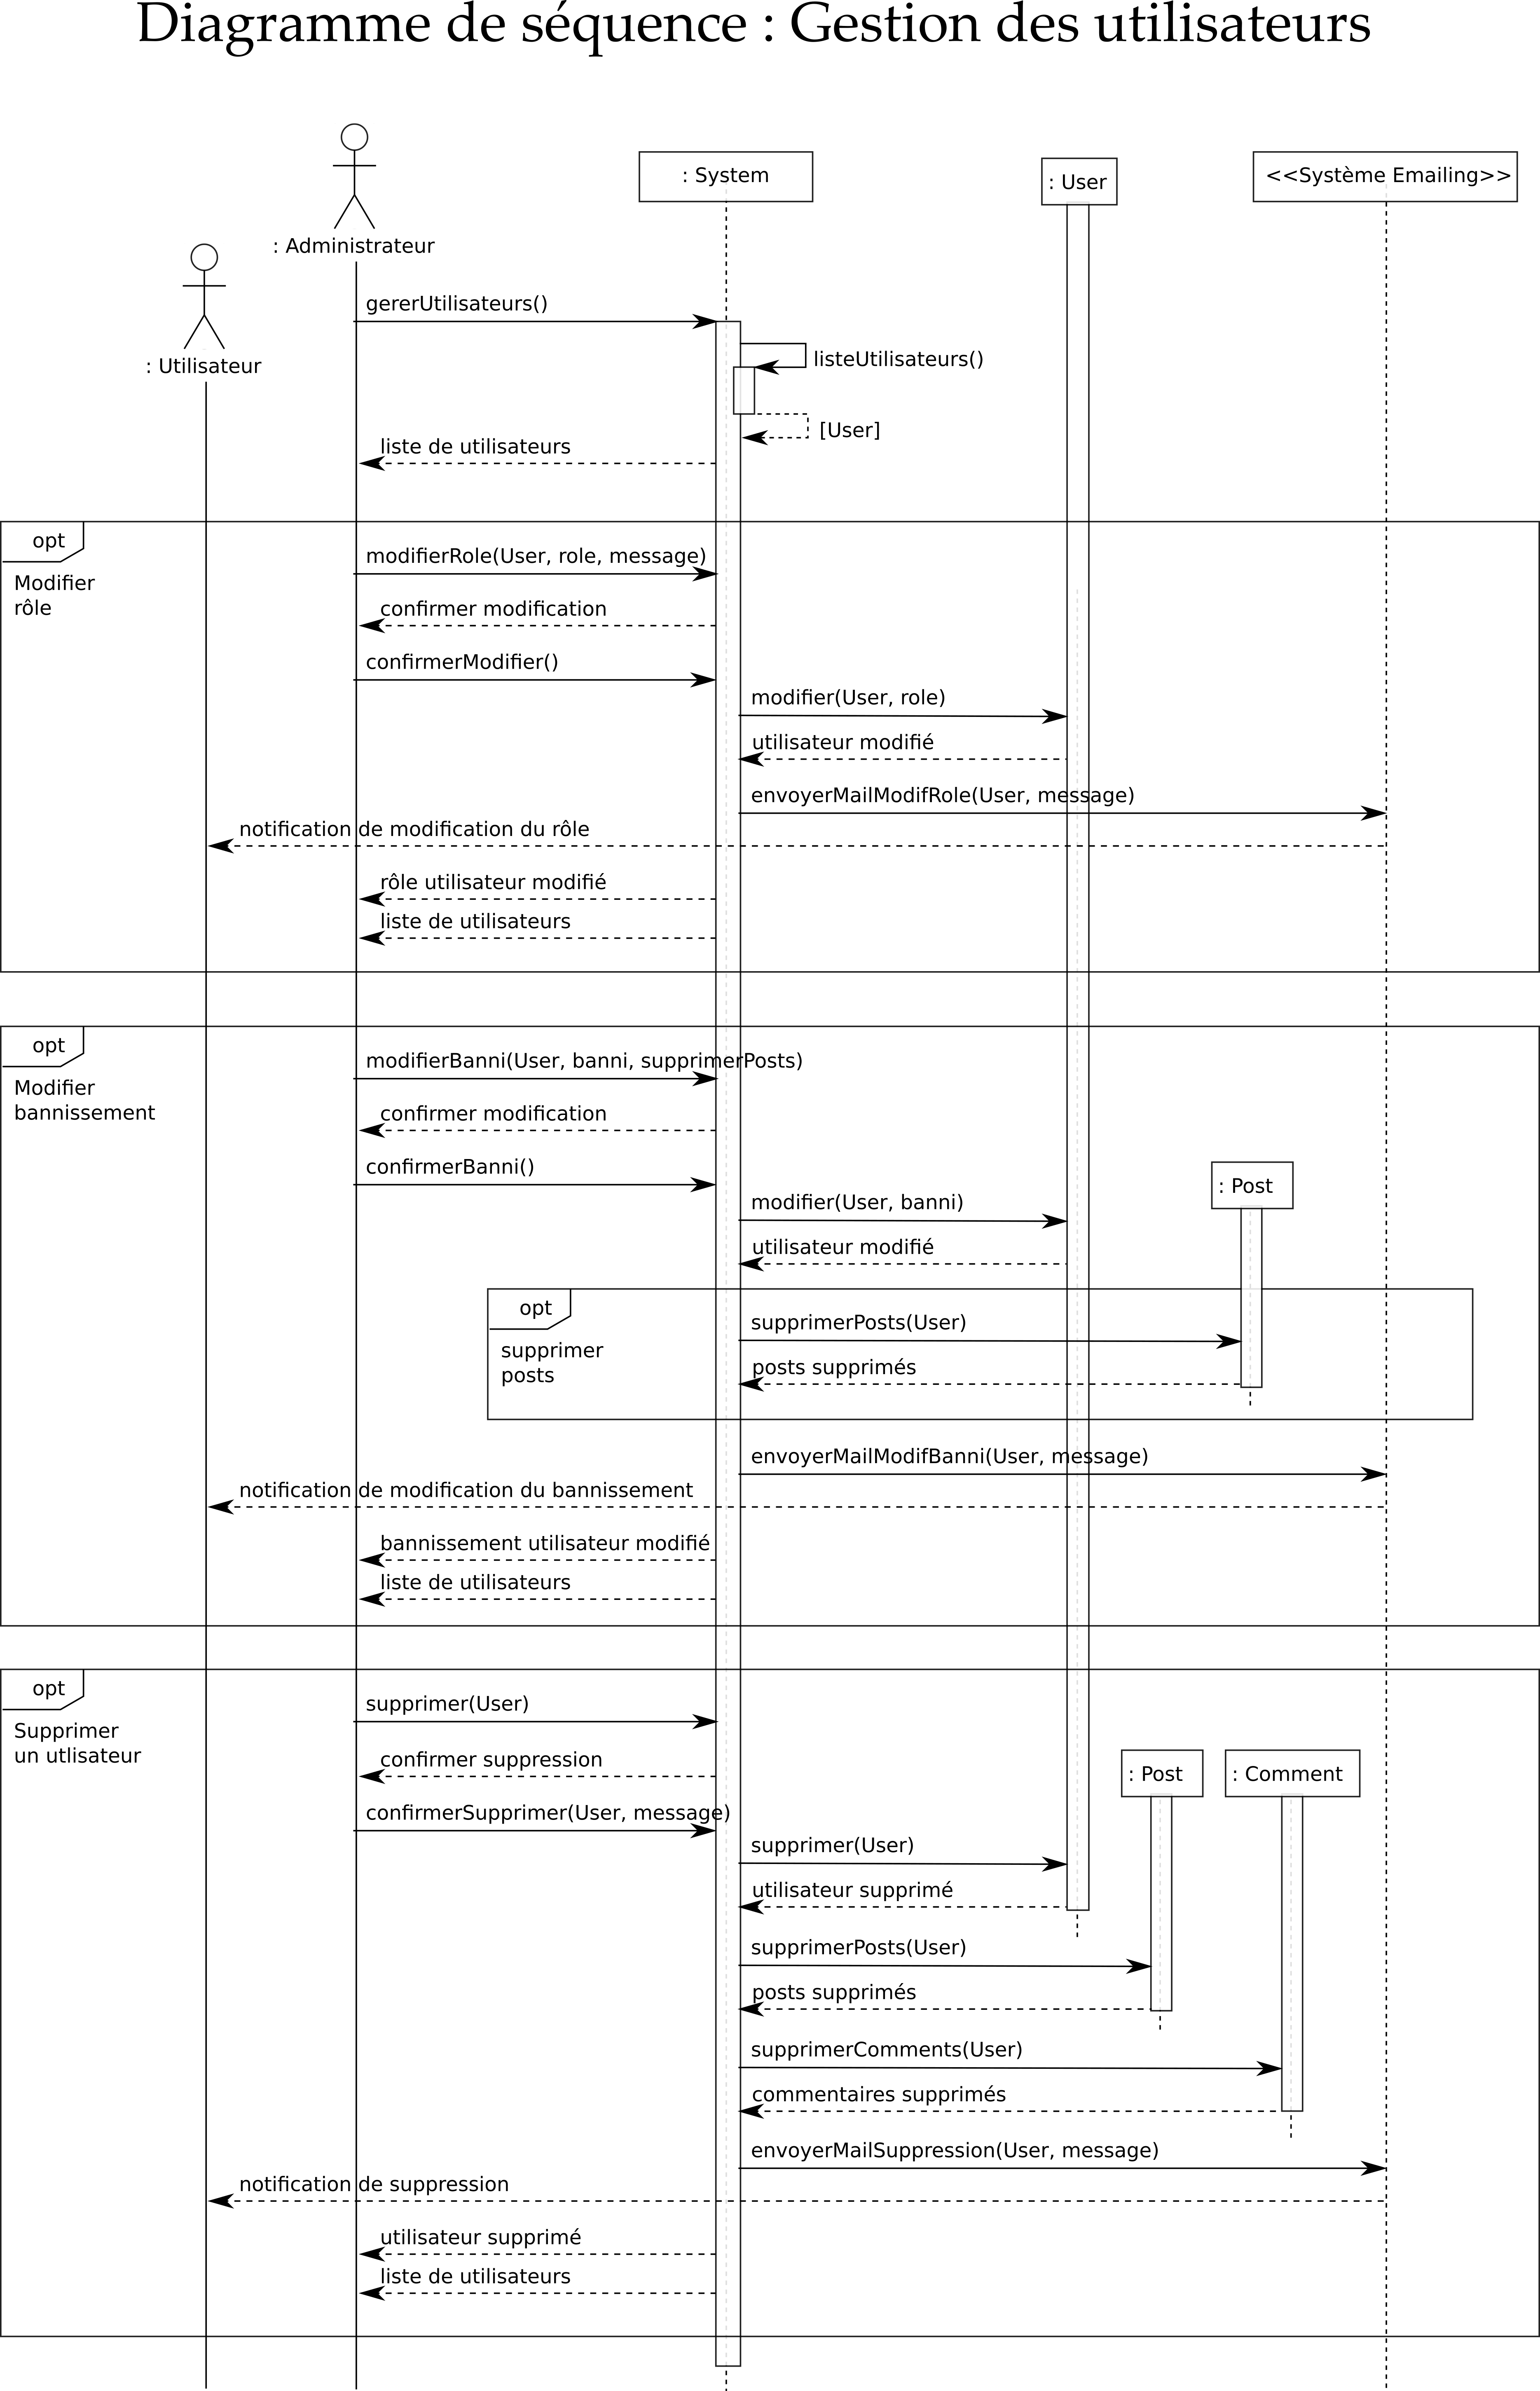 Diagramme de séquence : Gestion des utilisateurs
: System
: User
<<Système Emailing>>
: Administrateur
: Utilisateur
gererUtilisateurs()
listeUtilisateurs()
[User]
liste de utilisateurs
opt
Modifier
rôle
modifierRole(User, role, message)
confirmer modification
confirmerModifier()
modifier(User, role)
utilisateur modifié
envoyerMailModifRole(User, message)
notification de modification du rôle
rôle utilisateur modifié
liste de utilisateurs
opt
Modifier
bannissement
modifierBanni(User, banni, supprimerPosts)
confirmer modification
confirmerBanni()
: Post
modifier(User, banni)
utilisateur modifié
opt
supprimer
posts
supprimerPosts(User)
posts supprimés
envoyerMailModifBanni(User, message)
notification de modification du bannissement
bannissement utilisateur modifié
liste de utilisateurs
opt
Supprimer
un utlisateur
supprimer(User)
confirmer suppression
: Post
: Comment
confirmerSupprimer(User, message)
supprimer(User)
utilisateur supprimé
supprimerPosts(User)
posts supprimés
supprimerComments(User)
commentaires supprimés
envoyerMailSuppression(User, message)
notification de suppression
utilisateur supprimé
liste de utilisateurs